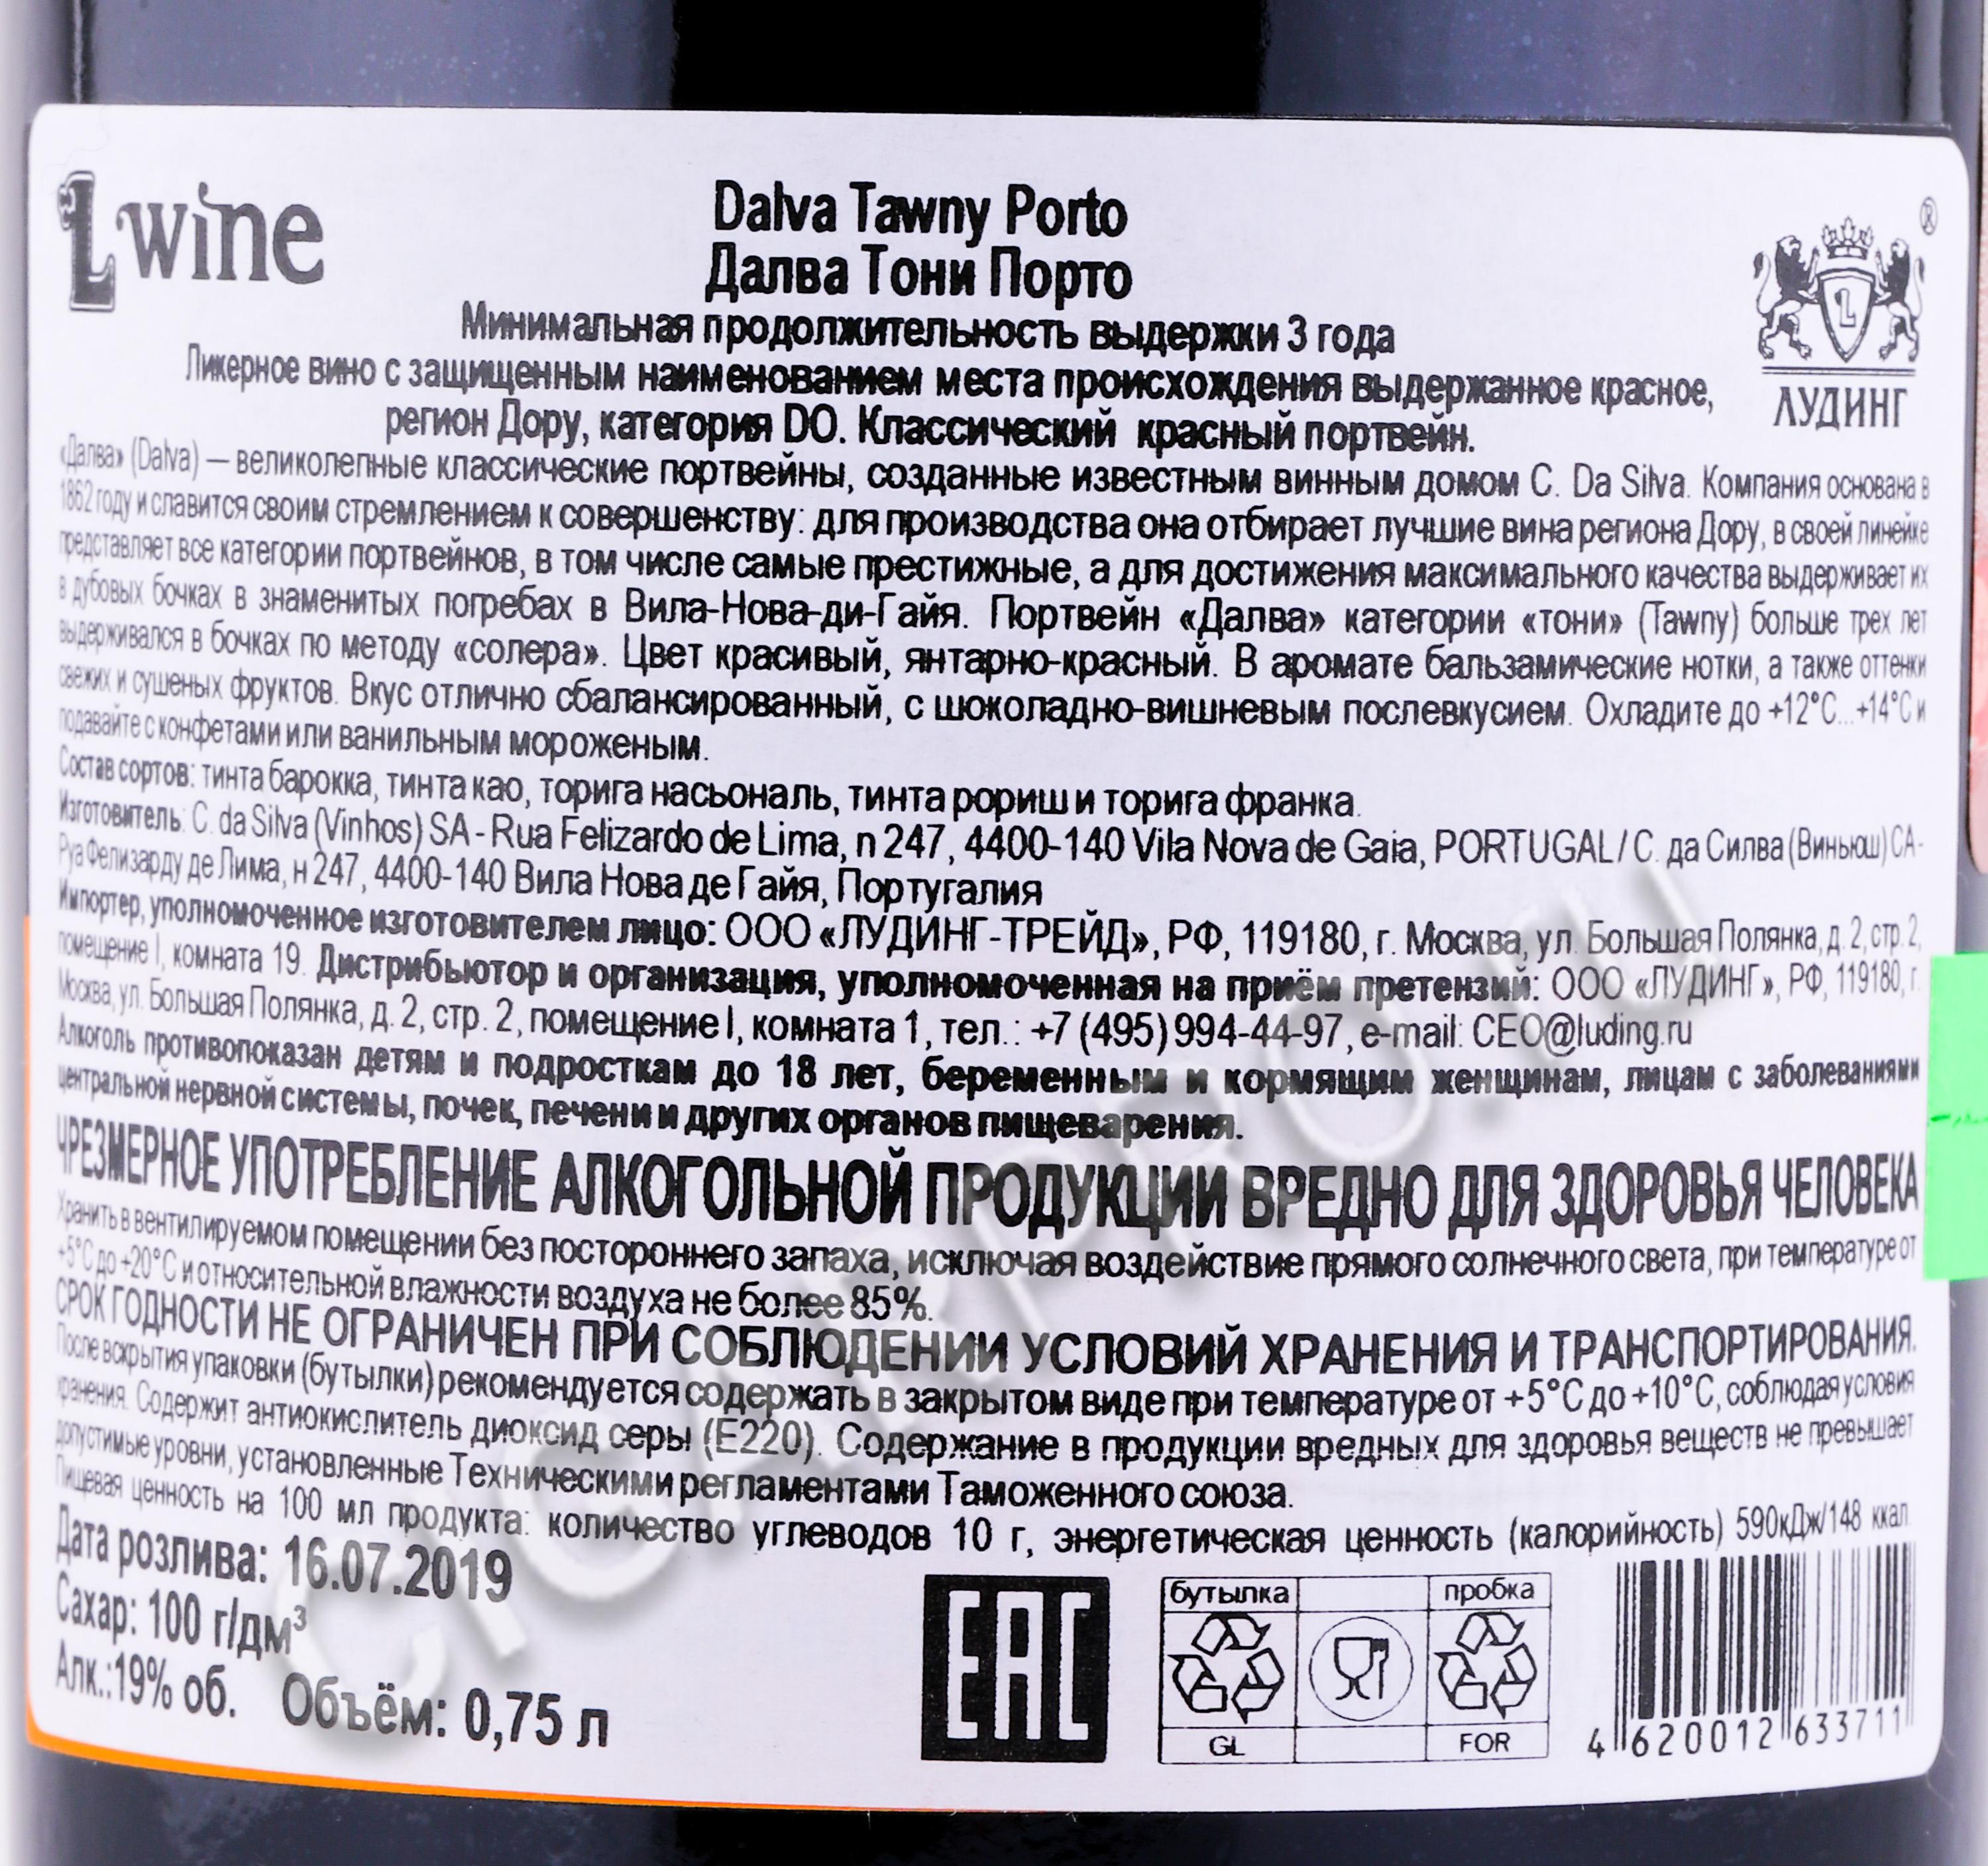 Lwine
Dalva Tawny Porto
Далва Тони Порто
ЛУДИНГ
®
Минимальная продолжительность выдержки 3 года
Ликерное вино с защищенным наименованием места происхождения выдержанное красное,
регион Дору, категория DO. Классический красный портвейн.
«Далва» (Dalva) — великолепные классические портвейны, созданные известным винным домом C. Da Silva. Компания основана в
1862 году и славится своим стремлением к совершенству: для производства она отбирает лучшие вина региона Дору, в своей линейке
представляет все категории портвейнов, в том числе самые престижные, а для достижения максимального качества выдерживает их
в дубовых бочках в знаменитых погребах в Вила-Нова-ди-Гайя. Портвейн «Далва» категории «тони» (Tawny) больше трех лет
выдерживался в бочках по методу «солера». Цвет красивый, янтарно-красный. В аромате бальзамические нотки, а также оттенки
свежих и сушеных фруктов. Вкус отлично сбалансированный, с шоколадно-вишневым послевкусием. Охладите до +12°C...+14°C и
подавайте с конфетами или ванильным мороженым.
Состав сортов: тинта барокка, тинта као, торига насьональ, тинта рориш и торига франка.
Изготовитель: C. da Silva (Vinhos) SA - Rua Felizardo de Lima, n 247, 4400-140 Vila Nova de Gaia, PORTUGAL / С. да Силва (Виньюш) СА-
Руа Фелизарду де Лима, н 247, 4400-140 Вила Нова де Гайя, Португалия
Импортер, уполномоченное изготовителем лицо: ООО «ЛУДИНГ-ТРЕЙД», РФ, 119180, г. Москва, ул. Большая Полянка, д. 2, стр. 2,
помещение I, комната 19. Дистрибьютор и организация, уполномоченная на приём претензий: ООО «ЛУДИНГ», РФ, 119180, г.
Москва, ул. Большая Полянка, д. 2, стр. 2, помещение I, комната 1, тел.: +7 (495) 994-44-97, e-mail: CEO@luding.ru
Алкоголь противопоказан детям и подросткам до 18 лет, беременным и кормящим женщинам, лицам с заболеваниями
центральной нервной системы, почек, печени и других органов пищеварения.
ЧРЕЗМЕРНОЕ УПОТРЕБЛЕНИЕ АЛКОГОЛЬНОЙ ПРОДУКЦИИ ВРЕДНО ДЛЯ ЗДОРОВЬЯ ЧЕЛОВЕКА
Хранить в вентилируемом помещении без постороннего запаха, исключая воздействие прямого солнечного света, при температуре от
+5°C до +20°C и относительной влажности воздуха не более 85%.
СРОК ГОДНОСТИ НЕ ОГРАНИЧЕН ПРИ СОБЛЮДЕНИИ УСЛОВИЙ ХРАНЕНИЯ И ТРАНСПОРТИРОВАНИЯ.
После вскрытия упаковки (бутылки) рекомендуется содержать в закрытом виде при температуре от +5°C до +10°C, соблюдая условия
хранения. Содержит антиокислитель диоксид серы (E220). Содержание в продукции вредных для здоровья веществ не превышает
допустимые уровни, установленные Техническими регламентами Таможенного союза.
Пищевая ценность на 100 мл продукта: количество углеводов 10 г, энергетическая ценность (калорийность) 590кДж/148 ккал
Дата розлива: 16.07.2019
Сахар: 100 г/дм³
Алк.:19% об. Объём: 0,75 л
EAC
бутылка пробка
GL FOR
4 620012 633711
CIGARPRO.ru